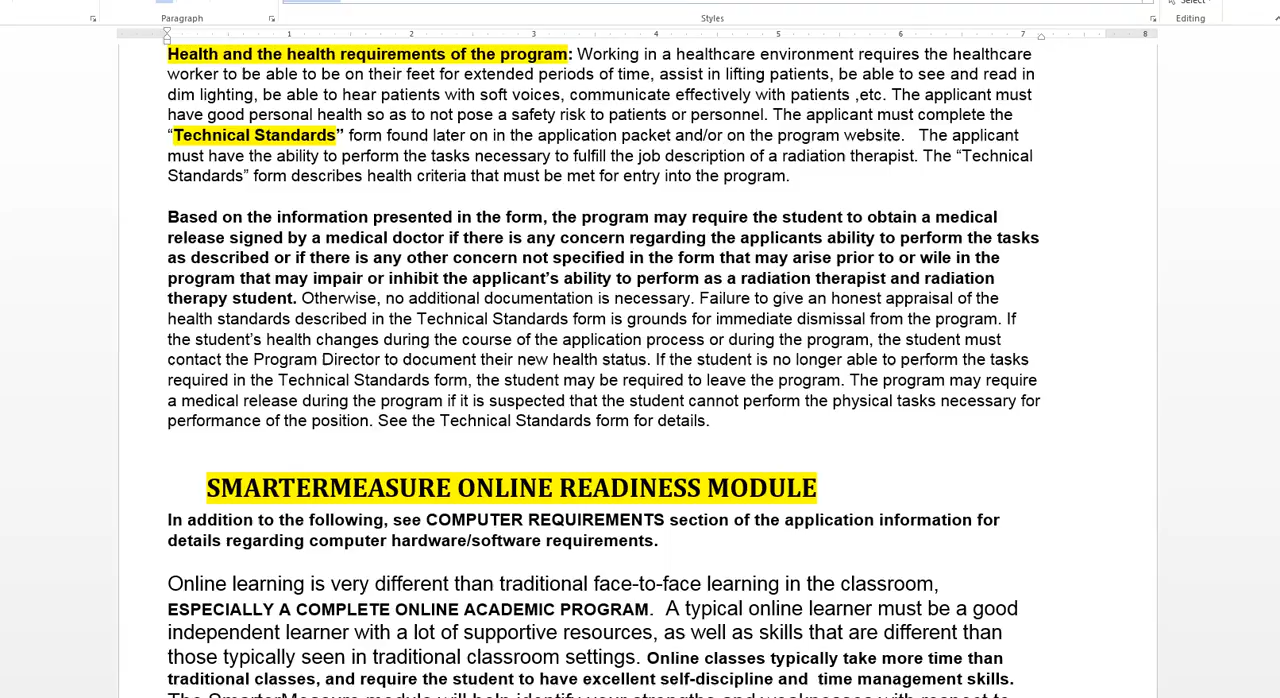 Select
Paragraph
Styles
Editing
1 2 3 4 5 6 7 8
Health and the health requirements of the program: Working in a healthcare environment requires the healthcare
worker to be able to be on their feet for extended periods of time, assist in lifting patients, be able to see and read in
dim lighting, be able to hear patients with soft voices, communicate effectively with patients ,etc. The applicant must
have good personal health so as to not pose a safety risk to patients or personnel. The applicant must complete the
“Technical Standards” form found later on in the application packet and/or on the program website.   The applicant
must have the ability to perform the tasks necessary to fulfill the job description of a radiation therapist. The “Technical
Standards” form describes health criteria that must be met for entry into the program.
Based on the information presented in the form, the program may require the student to obtain a medical
release signed by a medical doctor if there is any concern regarding the applicants ability to perform the tasks
as described or if there is any other concern not specified in the form that may arise prior to or wile in the
program that may impair or inhibit the applicant’s ability to perform as a radiation therapist and radiation
therapy student. Otherwise, no additional documentation is necessary. Failure to give an honest appraisal of the
health standards described in the Technical Standards form is grounds for immediate dismissal from the program. If
the student’s health changes during the course of the application process or during the program, the student must
contact the Program Director to document their new health status. If the student is no longer able to perform the tasks
required in the Technical Standards form, the student may be required to leave the program. The program may require
a medical release during the program if it is suspected that the student cannot perform the physical tasks necessary for
performance of the position. See the Technical Standards form for details.
SMARTERMEASURE ONLINE READINESS MODULE
In addition to the following, see COMPUTER REQUIREMENTS section of the application information for
details regarding computer hardware/software requirements.
Online learning is very different than traditional face-to-face learning in the classroom,
ESPECIALLY A COMPLETE ONLINE ACADEMIC PROGRAM.  A typical online learner must be a good
independent learner with a lot of supportive resources, as well as skills that are different than
those typically seen in traditional classroom settings. Online classes typically take more time than
traditional classes, and require the student to have excellent self-discipline and  time management skills.
The SmarterMeasure module will help identify your strengths and weaknesses with respect to